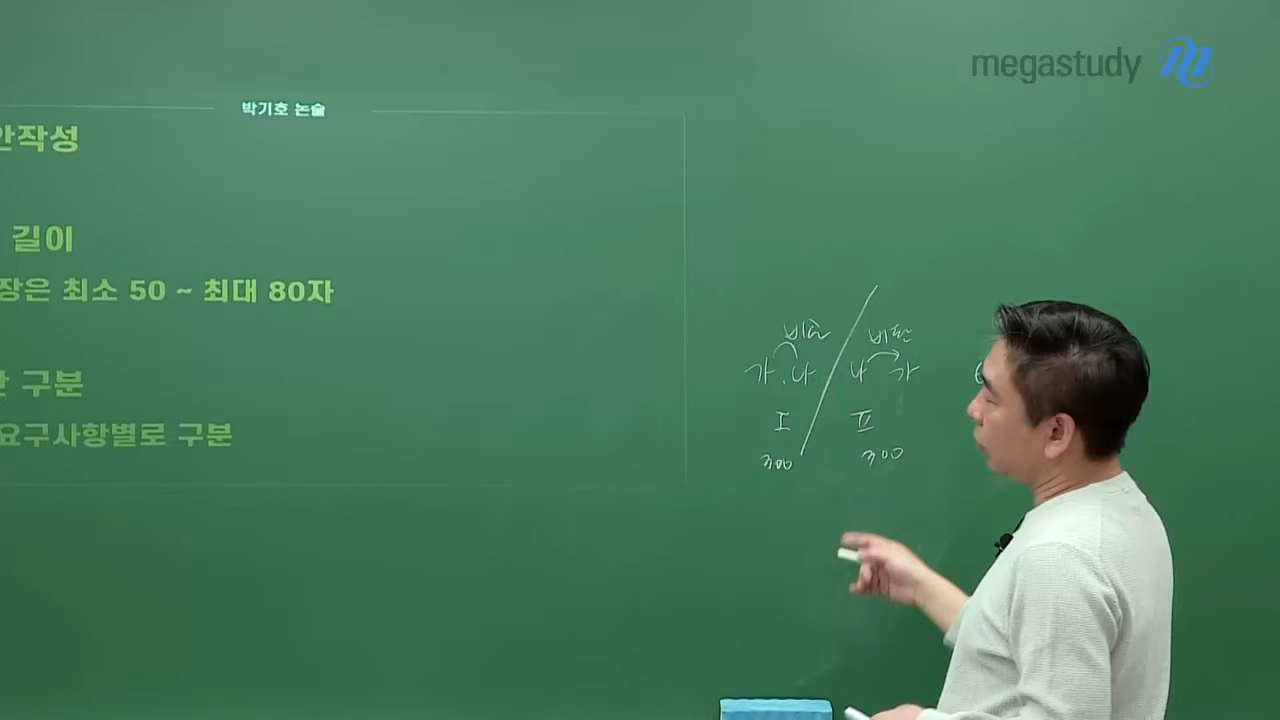 megastudy
박기호 논술
안작성
길이
장은 최소 50 ~ 최대 80자
구분
요구사항별로 구분
비교 비판
가, 나 나 가
I II
300 300